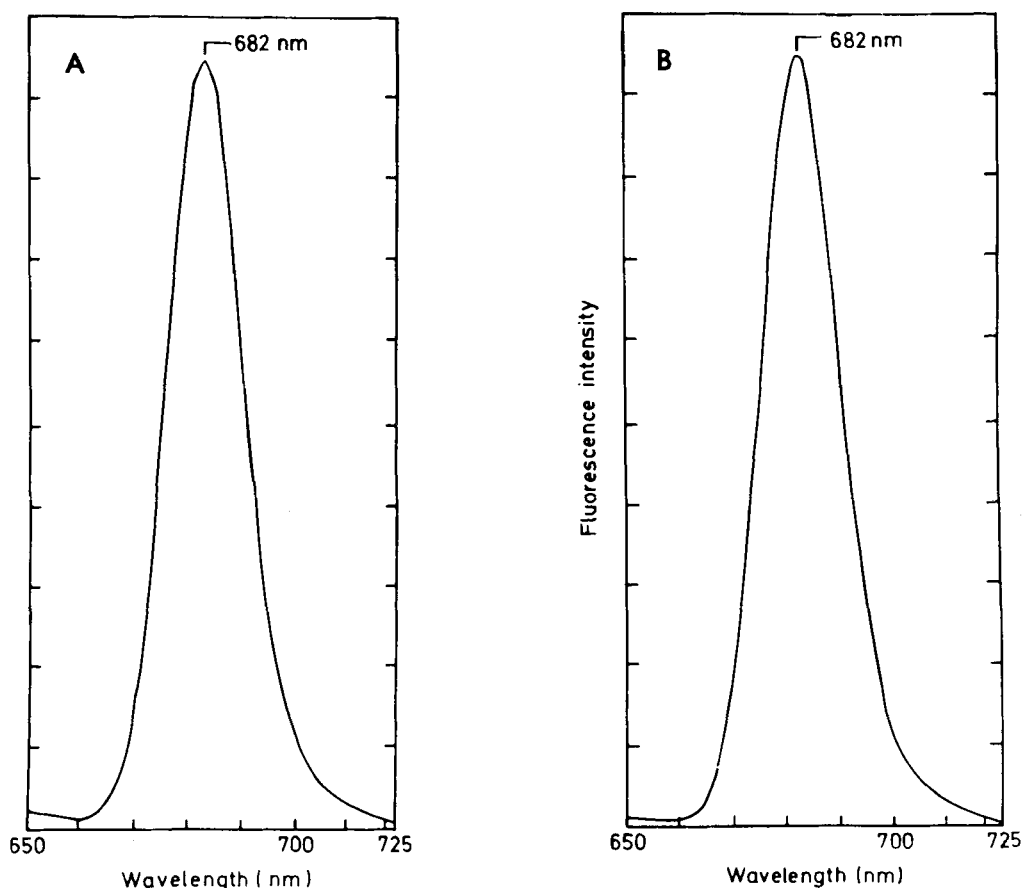 A
682 nm
650
700
725
Wavelength ( nm )
B
682 nm
Fluorescence intensity
650
700
725
Wavelength (nm)